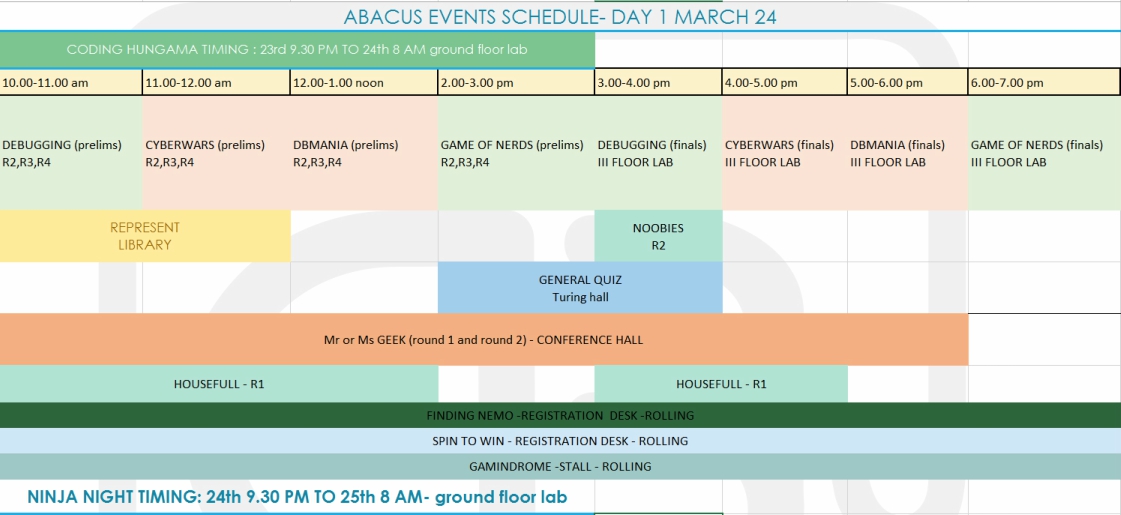 ABACUS EVENTS SCHEDULE- DAY 1 MARCH 24
CODING HUNGAMA TIMING : 23rd 9.30 PM TO 24th 8 AM ground floor lab
10.00-11.00 am 11.00-12.00 am 12.00-1.00 noon 2.00-3.00 pm 3.00-4.00 pm 4.00-5.00 pm 5.00-6.00 pm 6.00-7.00 pm
DEBUGGING (prelims) CYBERWARS (prelims) DBMANIA (prelims) GAME OF NERDS (prelims) DEBUGGING (finals) CYBERWARS (finals) DBMANIA (finals) GAME OF NERDS (finals)
R2,R3,R4 R2,R3,R4 R2,R3,R4 R2,R3,R4 III FLOOR LAB III FLOOR LAB III FLOOR LAB III FLOOR LAB
REPRESENT NOOBIES
LIBRARY R2
GENERAL QUIZ
Turing hall
Mr or Ms GEEK (round 1 and round 2) - CONFERENCE HALL
HOUSEFULL - R1 HOUSEFULL - R1
FINDING NEMO -REGISTRATION DESK -ROLLING
SPIN TO WIN - REGISTRATION DESK - ROLLING
GAMINDROME -STALL - ROLLING
NINJA NIGHT TIMING: 24th 9.30 PM TO 25th 8 AM- ground floor lab